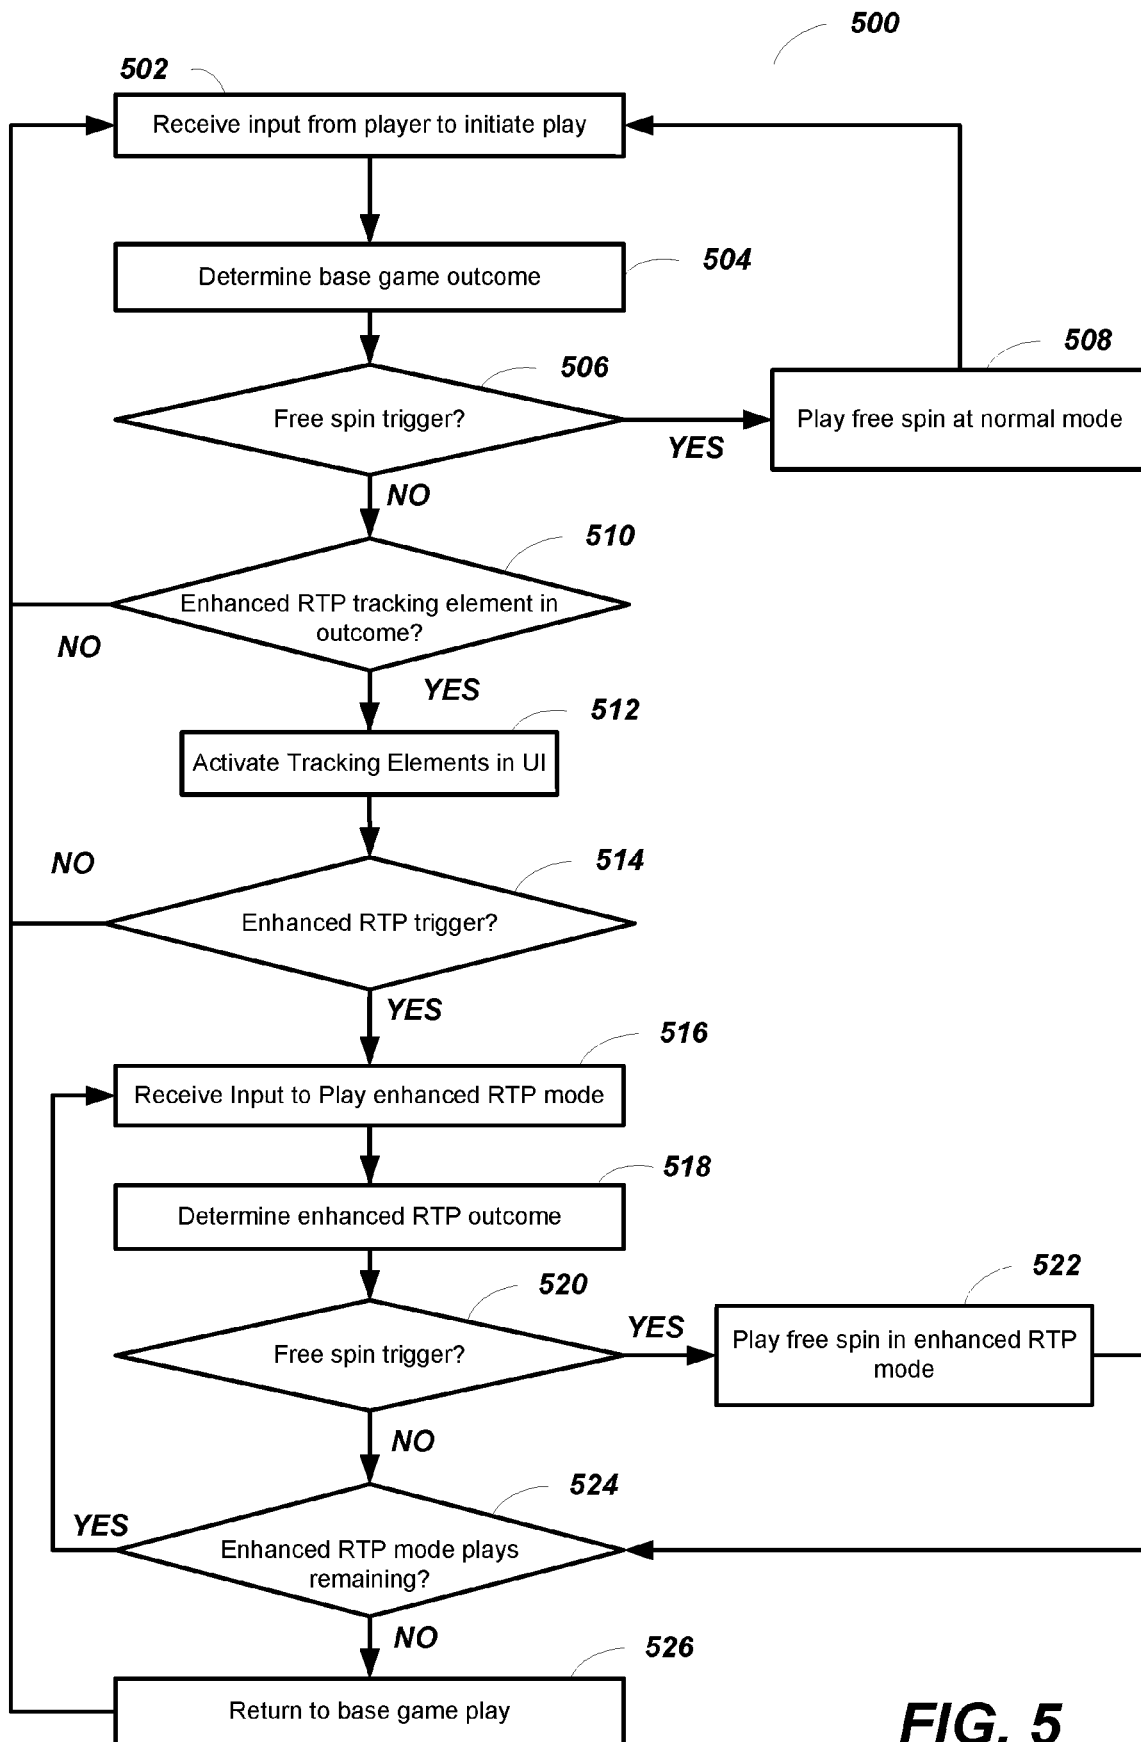 500
502
Receive input from player to initiate play
Determine base game outcome
504
506
508
Free spin trigger?
YES
Play free spin at normal mode
NO
510
Enhanced RTP tracking element in
outcome?
NO
YES
512
Activate Tracking Elements in UI
NO
514
Enhanced RTP trigger?
YES
516
Receive Input to Play enhanced RTP mode
518
Determine enhanced RTP outcome
520
522
Free spin trigger?
YES
Play free spin in enhanced RTP
mode
NO
524
YES
Enhanced RTP mode plays
remaining?
NO
526
Return to base game play
FIG. 5